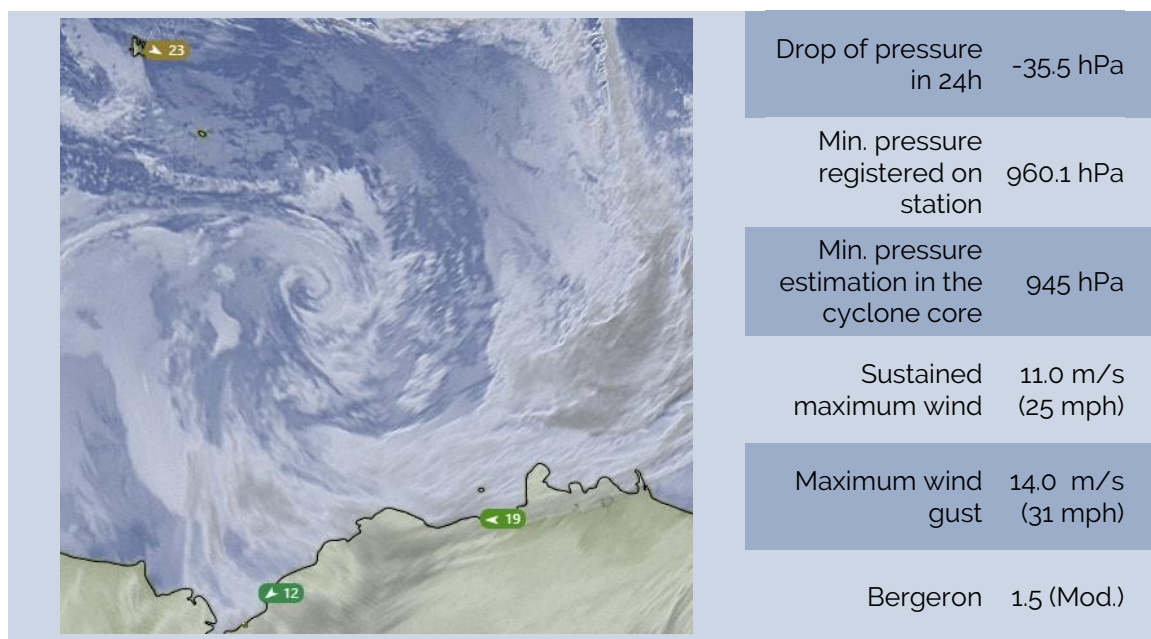 23
19
12
Drop of pressure
in 24h
-35.5 hPa
Min. pressure
registered on
station
960.1 hPa
Min. pressure
estimation in the
cyclone core
945 hPa
Sustained
maximum wind
11.0 m/s
(25 mph)
Maximum wind
gust
14.0 m/s
(31 mph)
Bergeron
1.5 (Mod.)